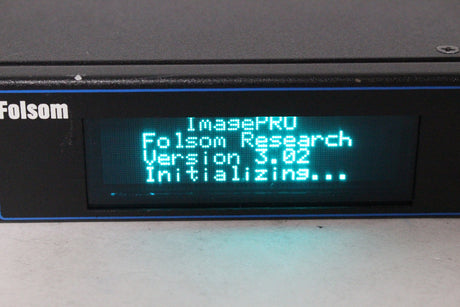 Folsom
ImagePRO
Folsom Research
Version 3.02
Initializing...